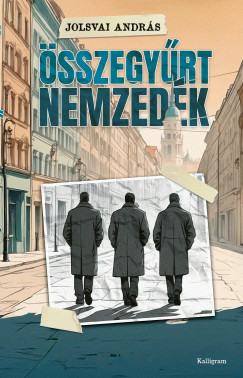 JOLSVAI ANDRÁS
ÖSSZEGYŰRT
NEMZEDÉK
Kalligram